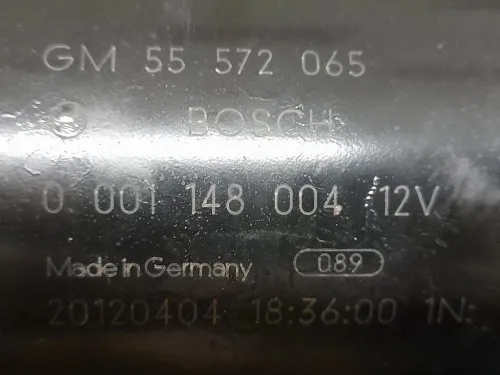 GM 55 572 065
BOSCH
0 001 148 004 12V
Made in Germany 089
20120404 18:36:00 1N: